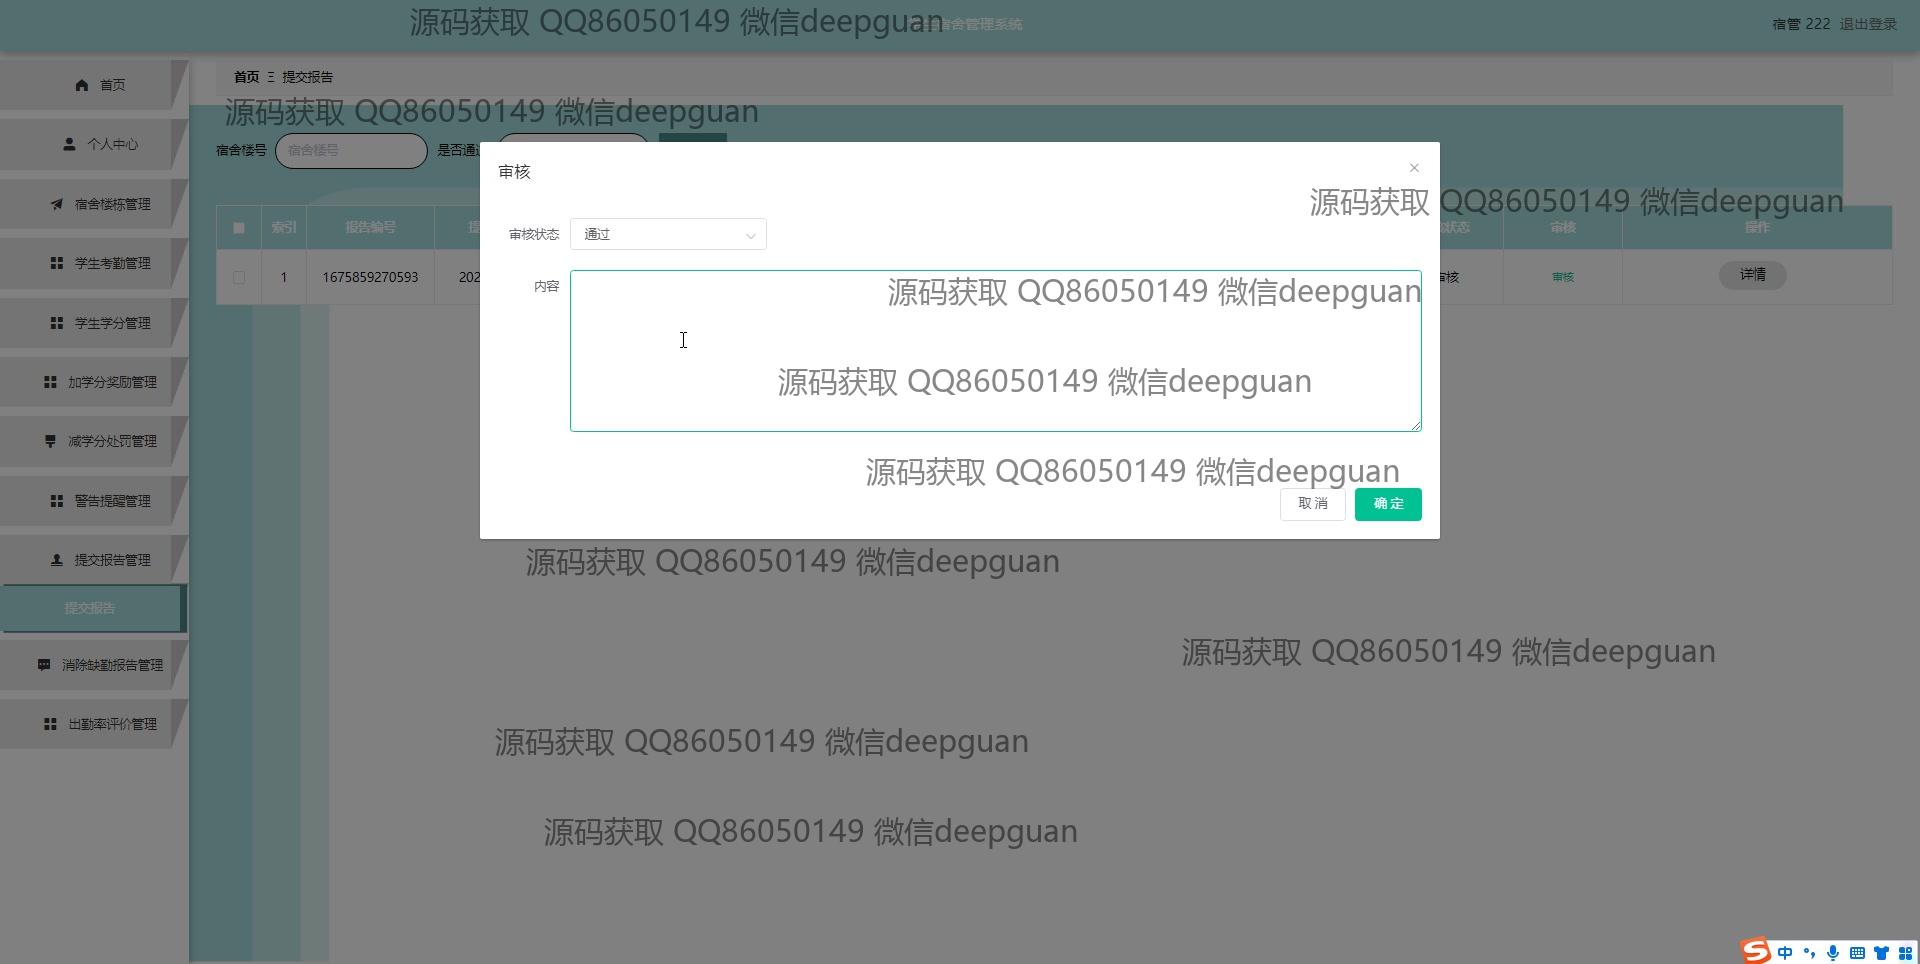 源码获取 QQ86050149 微信deepguan
宿舍管理系统
宿管 222 退出登录
首页
个人中心
宿舍楼栋管理
学生考勤管理
学生学分管理
加学分奖励管理
减学分处罚管理
警告提醒管理
提交报告管理
提交报告
消除缺勤报告管理
出勤率评价管理
首页 Ξ 提交报告
源码获取 QQ86050149 微信deepguan
宿舍楼号 宿舍楼号 是否通
审核
×
源码获取 QQ86050149 微信deepguan
索引 报告编号 状态 审核 操作
1 1675859270593 202 审核 审核 详情
审核状态 通过
内容
源码获取 QQ86050149 微信deepguan
源码获取 QQ86050149 微信deepguan
源码获取 QQ86050149 微信deepguan
取消 确定
源码获取 QQ86050149 微信deepguan
源码获取 QQ86050149 微信deepguan
源码获取 QQ86050149 微信deepguan
源码获取 QQ86050149 微信deepguan
中